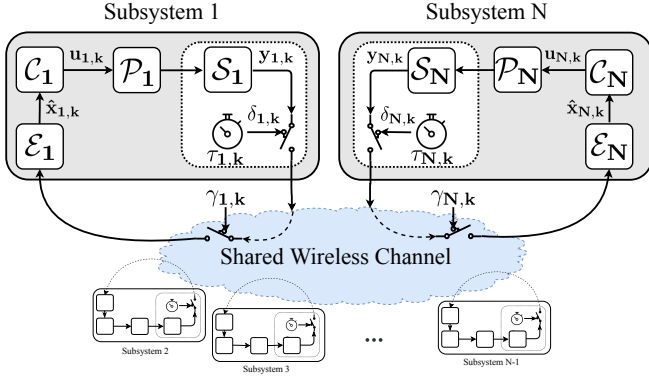 Subsystem 1
Subsystem N
C₁ u₁,ₖ P₁ S₁ y₁,ₖ
y_N,k S_N P_N u_N,k C_N
x̂₁,ₖ δ₁,ₖ
δ_N,k x̂_N,k
E₁ τ₁,ₖ
τ_N,k E_N
γ₁,ₖ γ_N,k
Shared Wireless Channel
Subsystem 2
Subsystem 3
...
Subsystem N-1